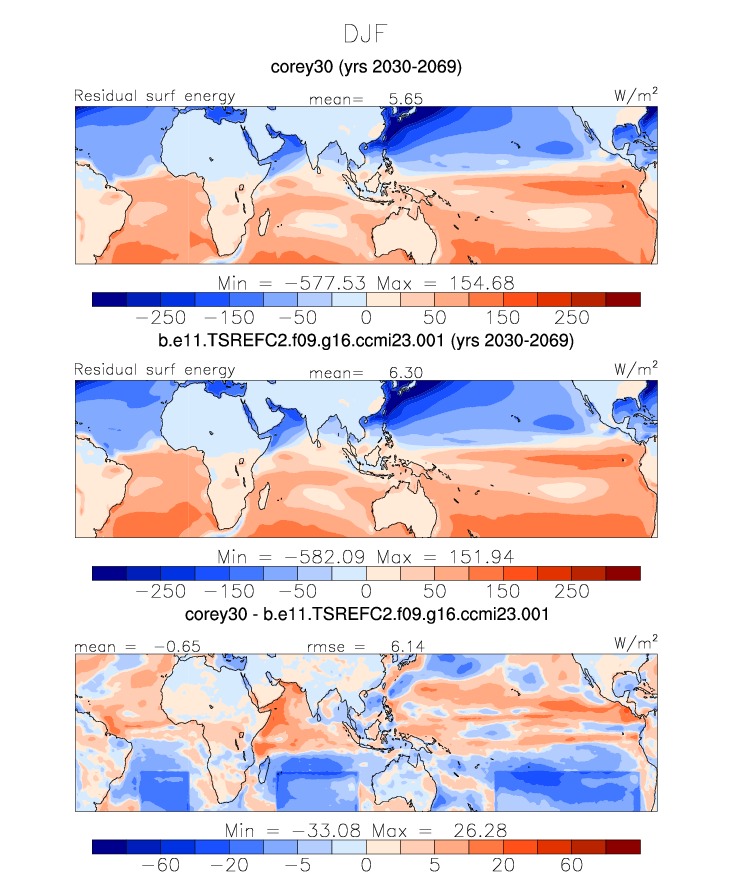 DJF
corey30 (yrs 2030-2069)
Residual surf energy mean= 5.65 W/m²
Min = −577.53 Max = 154.68
−250 −150 −50 0 50 150 250
b.e11.TSREFC2.f09.g16.ccmi23.001 (yrs 2030-2069)
Residual surf energy mean= 6.30 W/m²
Min = −582.09 Max = 151.94
−250 −150 −50 0 50 150 250
corey30 - b.e11.TSREFC2.f09.g16.ccmi23.001
mean = −0.65 rmse = 6.14 W/m²
Min = −33.08 Max = 26.28
−60 −20 −5 0 5 20 60